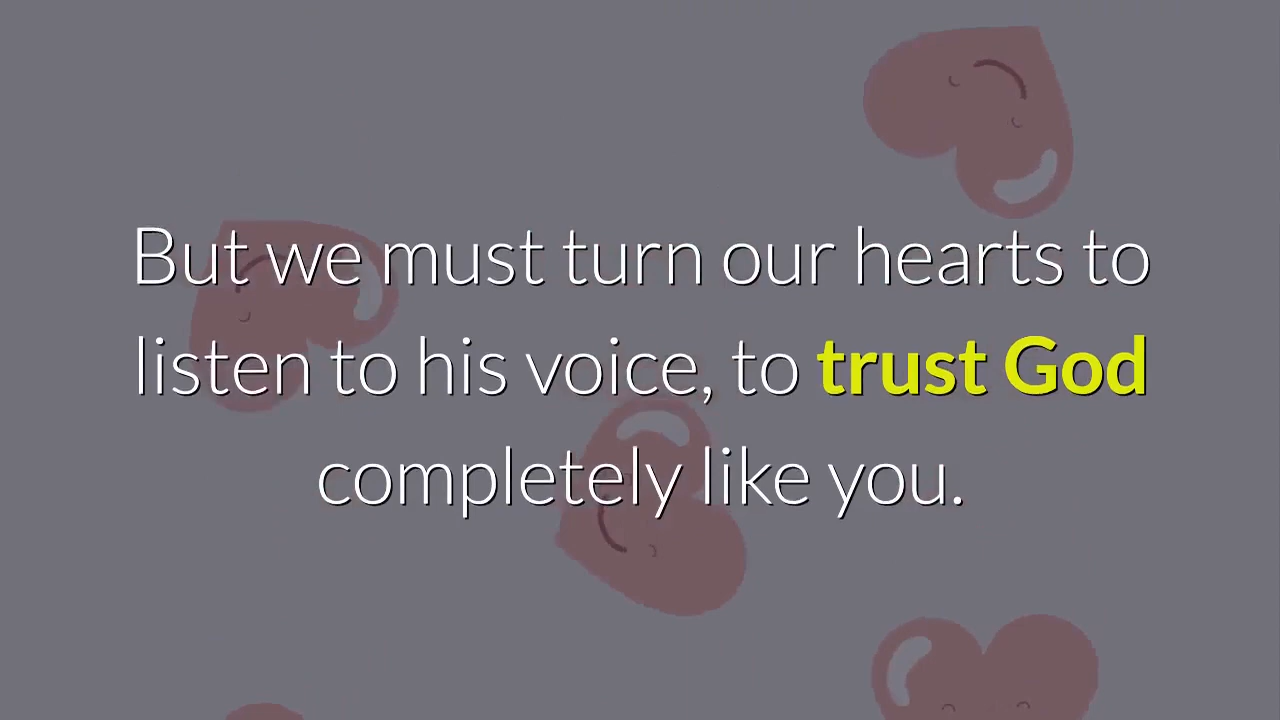 But we must turn our hearts to
listen to his voice, to trust God
completely like you.